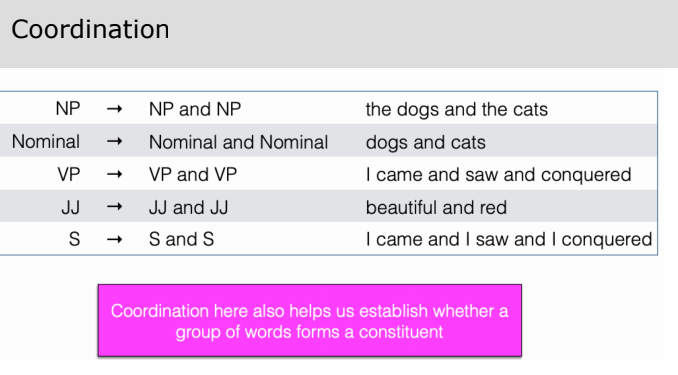 Coordination
NP → NP and NP the dogs and the cats
Nominal → Nominal and Nominal dogs and cats
VP → VP and VP I came and saw and conquered
JJ → JJ and JJ beautiful and red
S → S and S I came and I saw and I conquered
Coordination here also helps us establish whether a
group of words forms a constituent